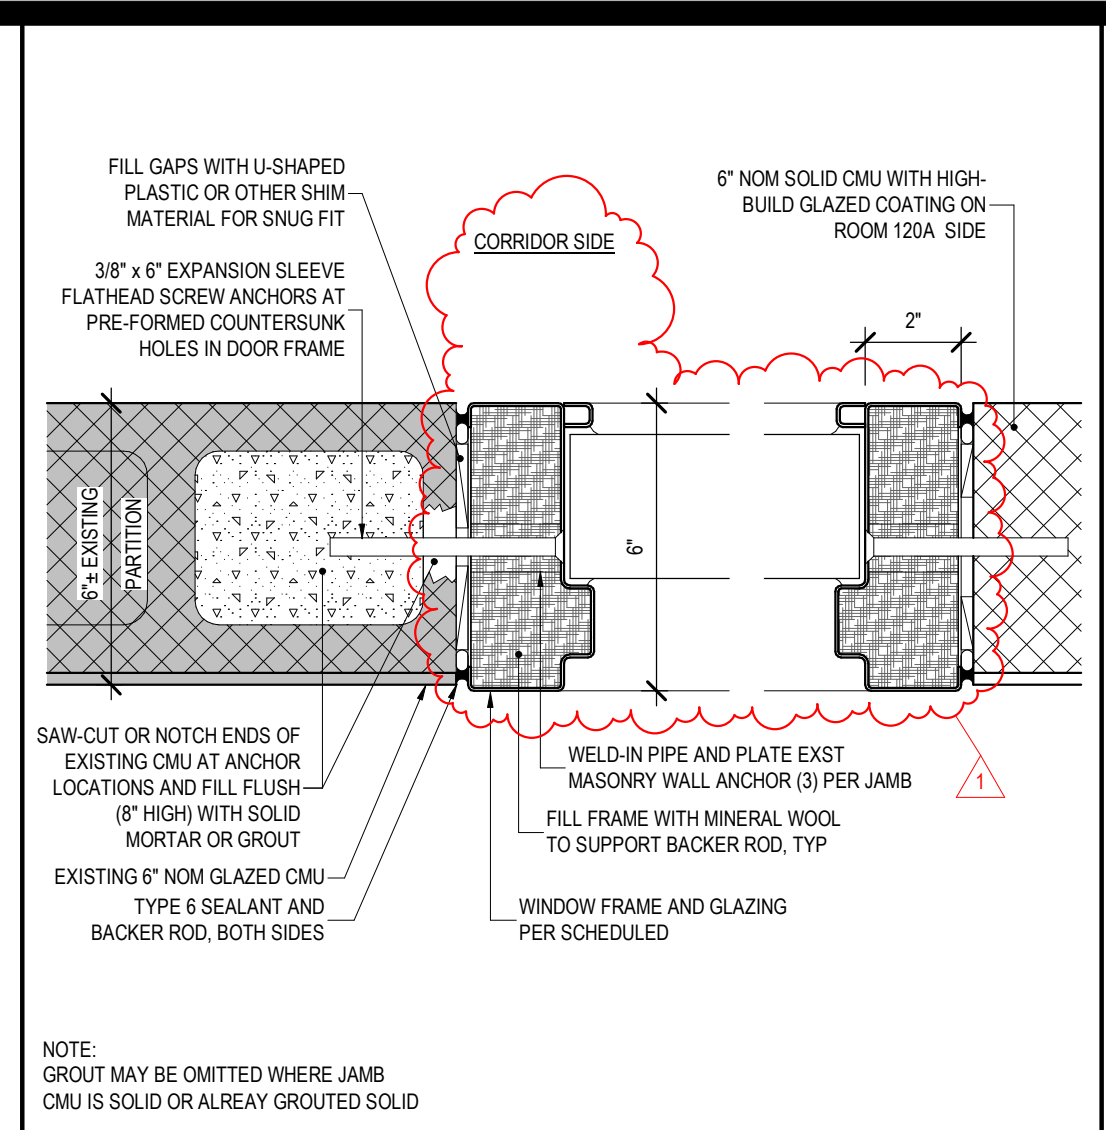 FILL GAPS WITH U-SHAPED
PLASTIC OR OTHER SHIM
MATERIAL FOR SNUG FIT
3/8" x 6" EXPANSION SLEEVE
FLATHEAD SCREW ANCHORS AT
PRE-FORMED COUNTERSUNK
HOLES IN DOOR FRAME
CORRIDOR SIDE
6" NOM SOLID CMU WITH HIGH-
BUILD GLAZED COATING ON
ROOM 120A SIDE
2"
6"± EXISTING
PARTITION
6"
SAW-CUT OR NOTCH ENDS OF
EXISTING CMU AT ANCHOR
LOCATIONS AND FILL FLUSH
(8" HIGH) WITH SOLID
MORTAR OR GROUT
EXISTING 6" NOM GLAZED CMU
TYPE 6 SEALANT AND
BACKER ROD, BOTH SIDES
WELD-IN PIPE AND PLATE EXST
MASONRY WALL ANCHOR (3) PER JAMB
1
FILL FRAME WITH MINERAL WOOL
TO SUPPORT BACKER ROD, TYP
WINDOW FRAME AND GLAZING
PER SCHEDULED
NOTE:
GROUT MAY BE OMITTED WHERE JAMB
CMU IS SOLID OR ALREAY GROUTED SOLID